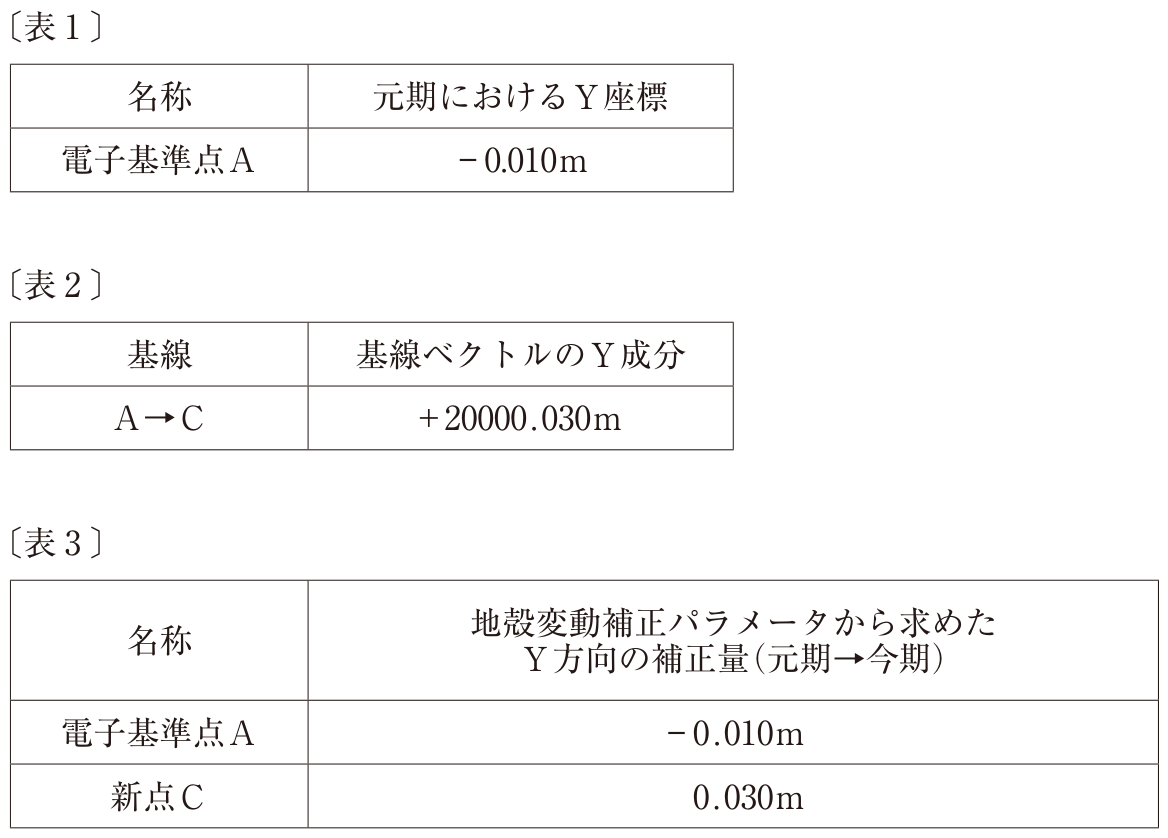 〔表1〕
名称 元期におけるY座標
電子基準点A −0.010m
〔表2〕
基線 基線ベクトルのY成分
A→C +20000.030m
〔表3〕
名称 地殻変動補正パラメータから求めた
Y方向の補正量(元期→今期)
電子基準点A −0.010m
新点C 0.030m